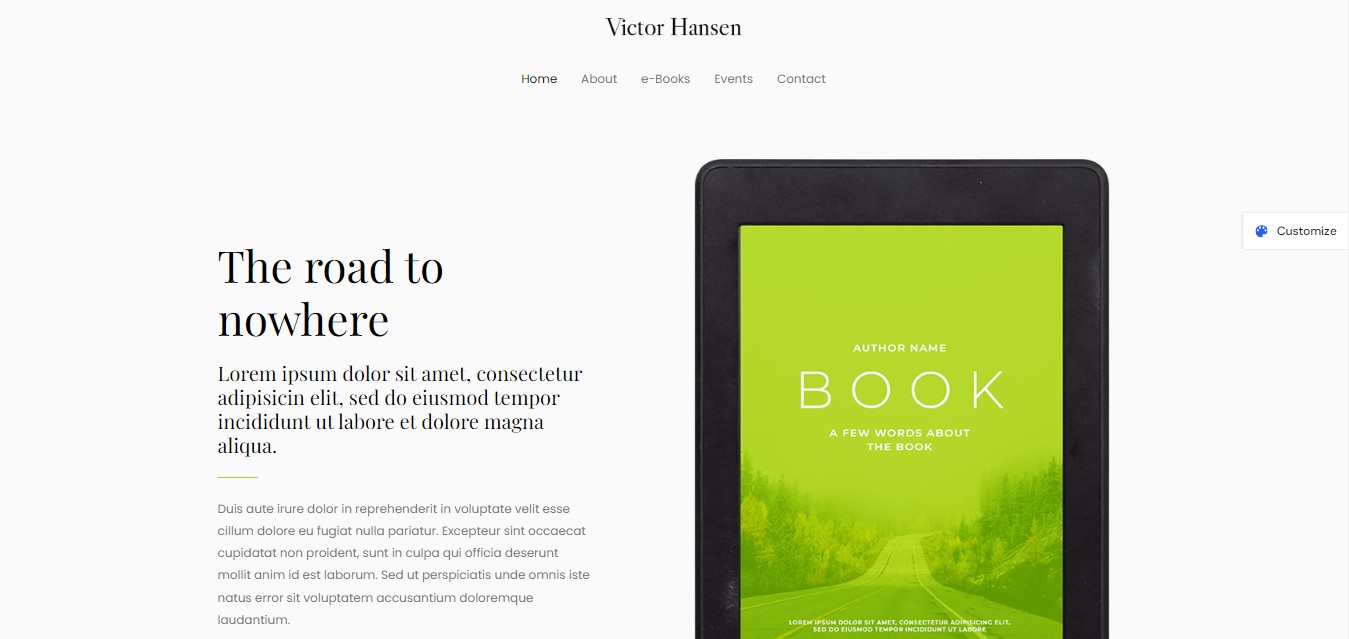 Victor Hansen
Home About e-Books Events Contact
Customize
The road to
nowhere
Lorem ipsum dolor sit amet, consectetur
adipisicin elit, sed do eiusmod tempor
incididunt ut labore et dolore magna
aliqua.
Duis aute irure dolor in reprehenderit in voluptate velit esse
cillum dolore eu fugiat nulla pariatur. Excepteur sint occaecat
cupidatat non proident, sunt in culpa qui officia deserunt
mollit anim id est laborum. Sed ut perspiciatis unde omnis iste
natus error sit voluptatem accusantium doloremque
laudantium.
AUTHOR NAME
BOOK
A FEW WORDS ABOUT
THE BOOK
LOREM IPSUM DOLOR SIT AMET, CONSECTETUR ADIPISICING ELIT,
SED DO EIUSMOD TEMPOR INCIDIDUNT UT LABORE